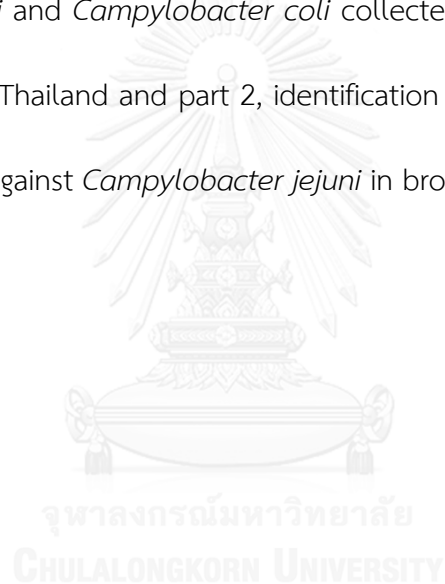 and Campylobacter coli collecte
Thailand and part 2, identification
gainst Campylobacter jejuni in bro
จุฬาลงกรณ์มหาวิทยาลัย
CHULALONGKORN UNIVERSITY